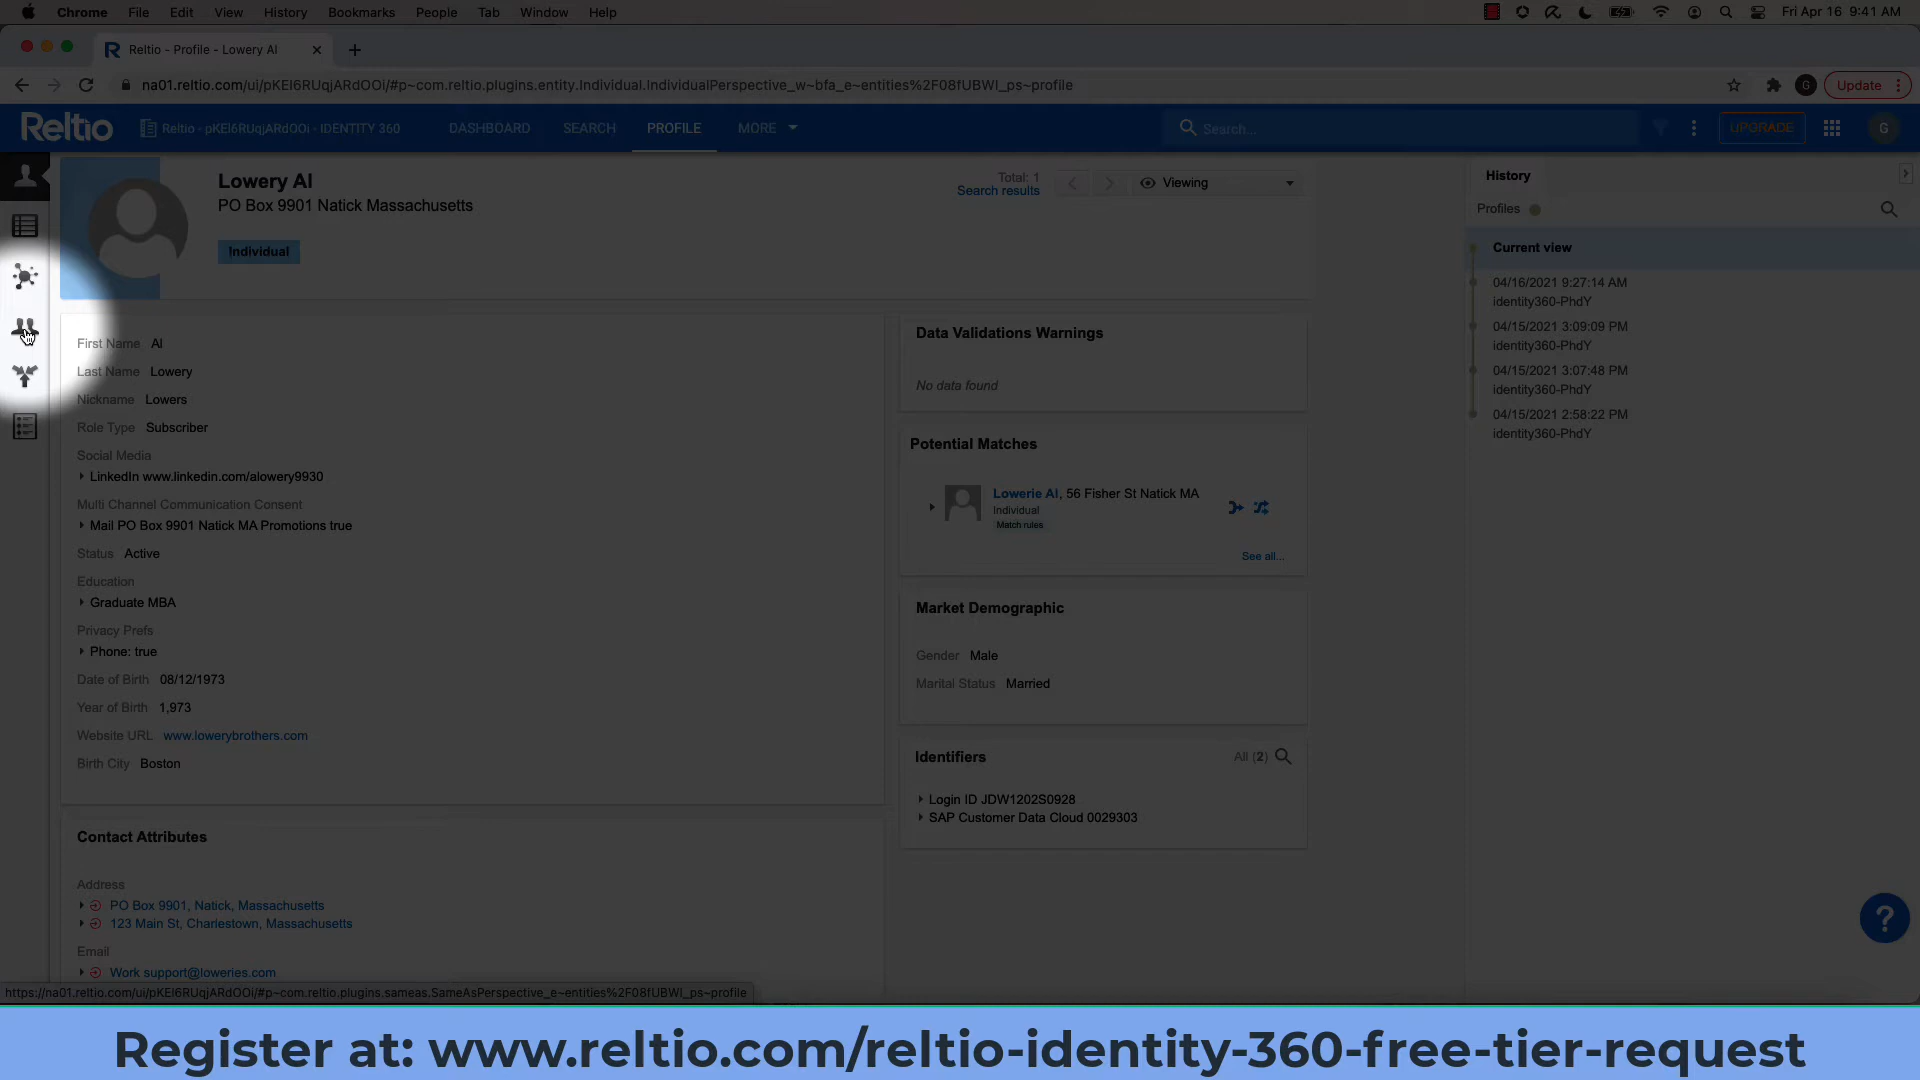 Chrome File Edit View History Bookmarks People Tab Window Help Fri Apr 16 9:41 AM
Reltio - Profile - Lowery Al
na01.reltio.com/ui/pKEl6RUqjARdOOi/#p~com.reltio.plugins.entity.Individual.IndividualPerspective_w~bfa_e~entities%2F08fUBWI_ps~profile
Update
Reltio Reltio - pKEl6RUqjARdOOi - IDENTITY 360 DASHBOARD SEARCH PROFILE MORE Search... UPGRADE G
Lowery Al
PO Box 9901 Natick Massachusetts
Individual
Total: 1
Search results
Viewing
First Name Al
Last Name Lowery
Nickname Lowers
Role Type Subscriber
Social Media
LinkedIn www.linkedin.com/alowery9930
Multi Channel Communication Consent
Mail PO Box 9901 Natick MA Promotions true
Status Active
Education
Graduate MBA
Privacy Prefs
Phone: true
Date of Birth 08/12/1973
Year of Birth 1,973
Website URL www.lowerybrothers.com
Birth City Boston
Contact Attributes
Address
PO Box 9901, Natick, Massachusetts
123 Main St, Charlestown, Massachusetts
Email
Work support@loweries.com
Data Validations Warnings
No data found
Potential Matches
Lowerie Al, 56 Fisher St Natick MA
Individual
Match rules
See all...
Market Demographic
Gender Male
Marital Status Married
Identifiers All (2)
Login ID JDW1202S0928
SAP Customer Data Cloud 0029303
History
Profiles
Current view
04/16/2021 9:27:14 AM
identity360-PhdY
04/15/2021 3:09:09 PM
identity360-PhdY
04/15/2021 3:07:48 PM
identity360-PhdY
04/15/2021 2:58:22 PM
identity360-PhdY
?
https://na01.reltio.com/ui/pKEl6RUqjARdOOi/#p~com.reltio.plugins.sameas.SameAsPerspective_e~entities%2F08fUBWI_ps~profile
Register at: www.reltio.com/reltio-identity-360-free-tier-request